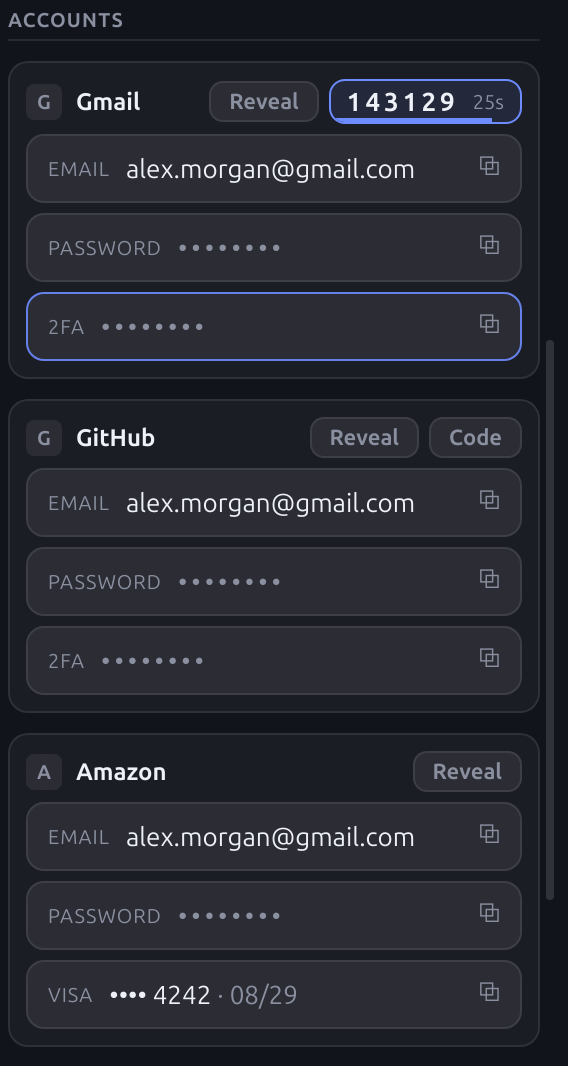 ACCOUNTS
G Gmail Reveal 143129 25s
EMAIL alex.morgan@gmail.com
PASSWORD ••••••••
2FA ••••••••
G GitHub Reveal Code
EMAIL alex.morgan@gmail.com
PASSWORD ••••••••
2FA ••••••••
A Amazon Reveal
EMAIL alex.morgan@gmail.com
PASSWORD ••••••••
VISA •••• 4242 · 08/29